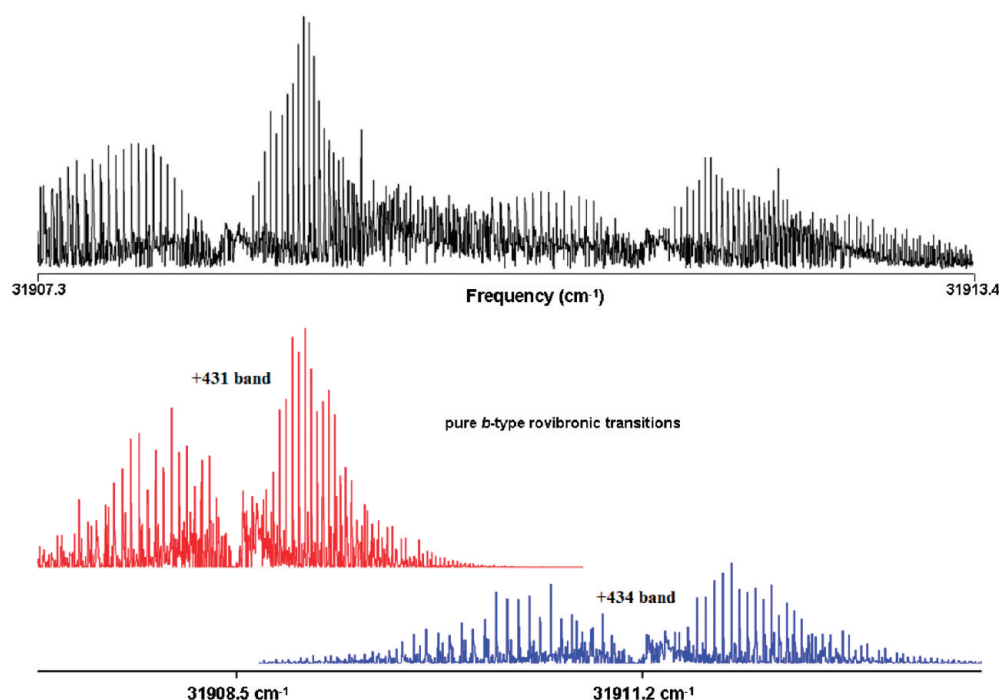 31907.3
31913.4
Frequency (cm⁻¹)
+431 band
pure b-type rovibronic transitions
+434 band
31908,5 cm⁻¹
31911,2 cm⁻¹